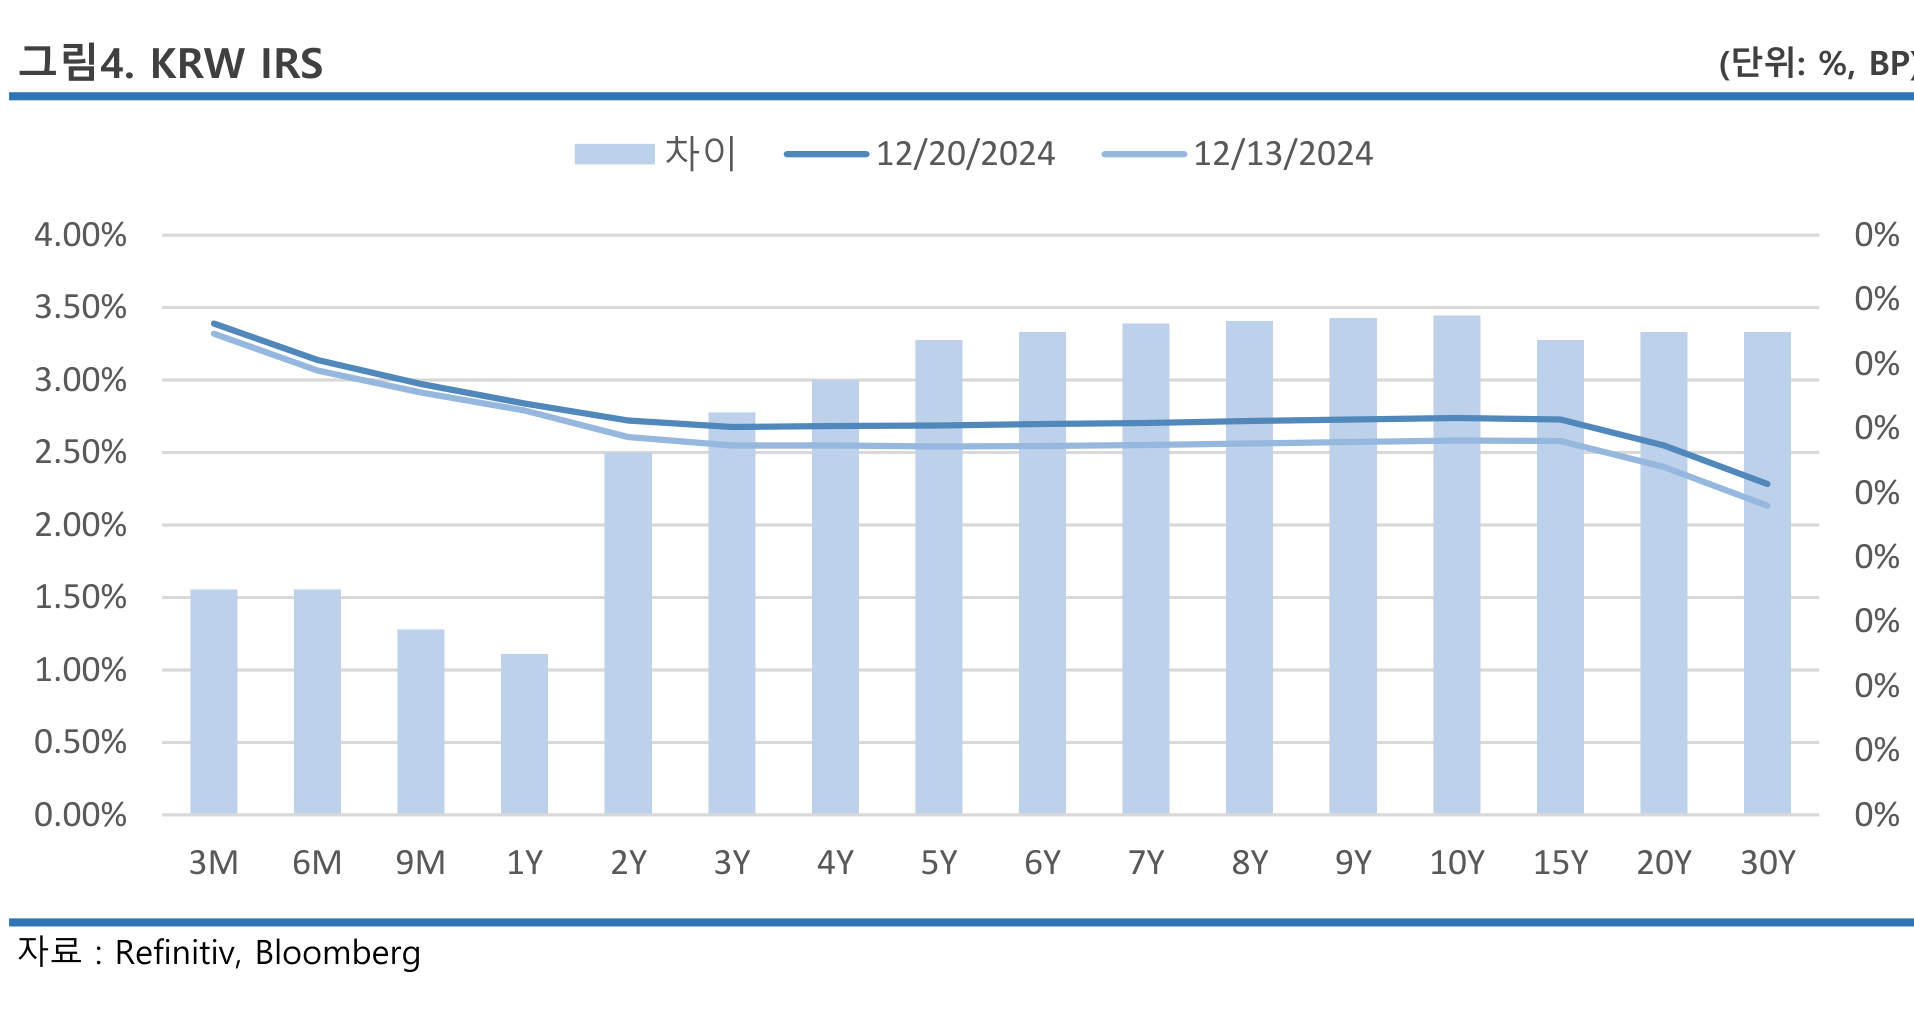 그림4. KRW IRS
(단위: %, BP)
차이 12/20/2024 12/13/2024
4.00% 0%
3.50% 0%
3.00% 0%
2.50% 0%
2.00% 0%
1.50% 0%
1.00% 0%
0.50% 0%
0.00% 0%
0%
3M 6M 9M 1Y 2Y 3Y 4Y 5Y 6Y 7Y 8Y 9Y 10Y 15Y 20Y 30Y
자료 : Refinitiv, Bloomberg